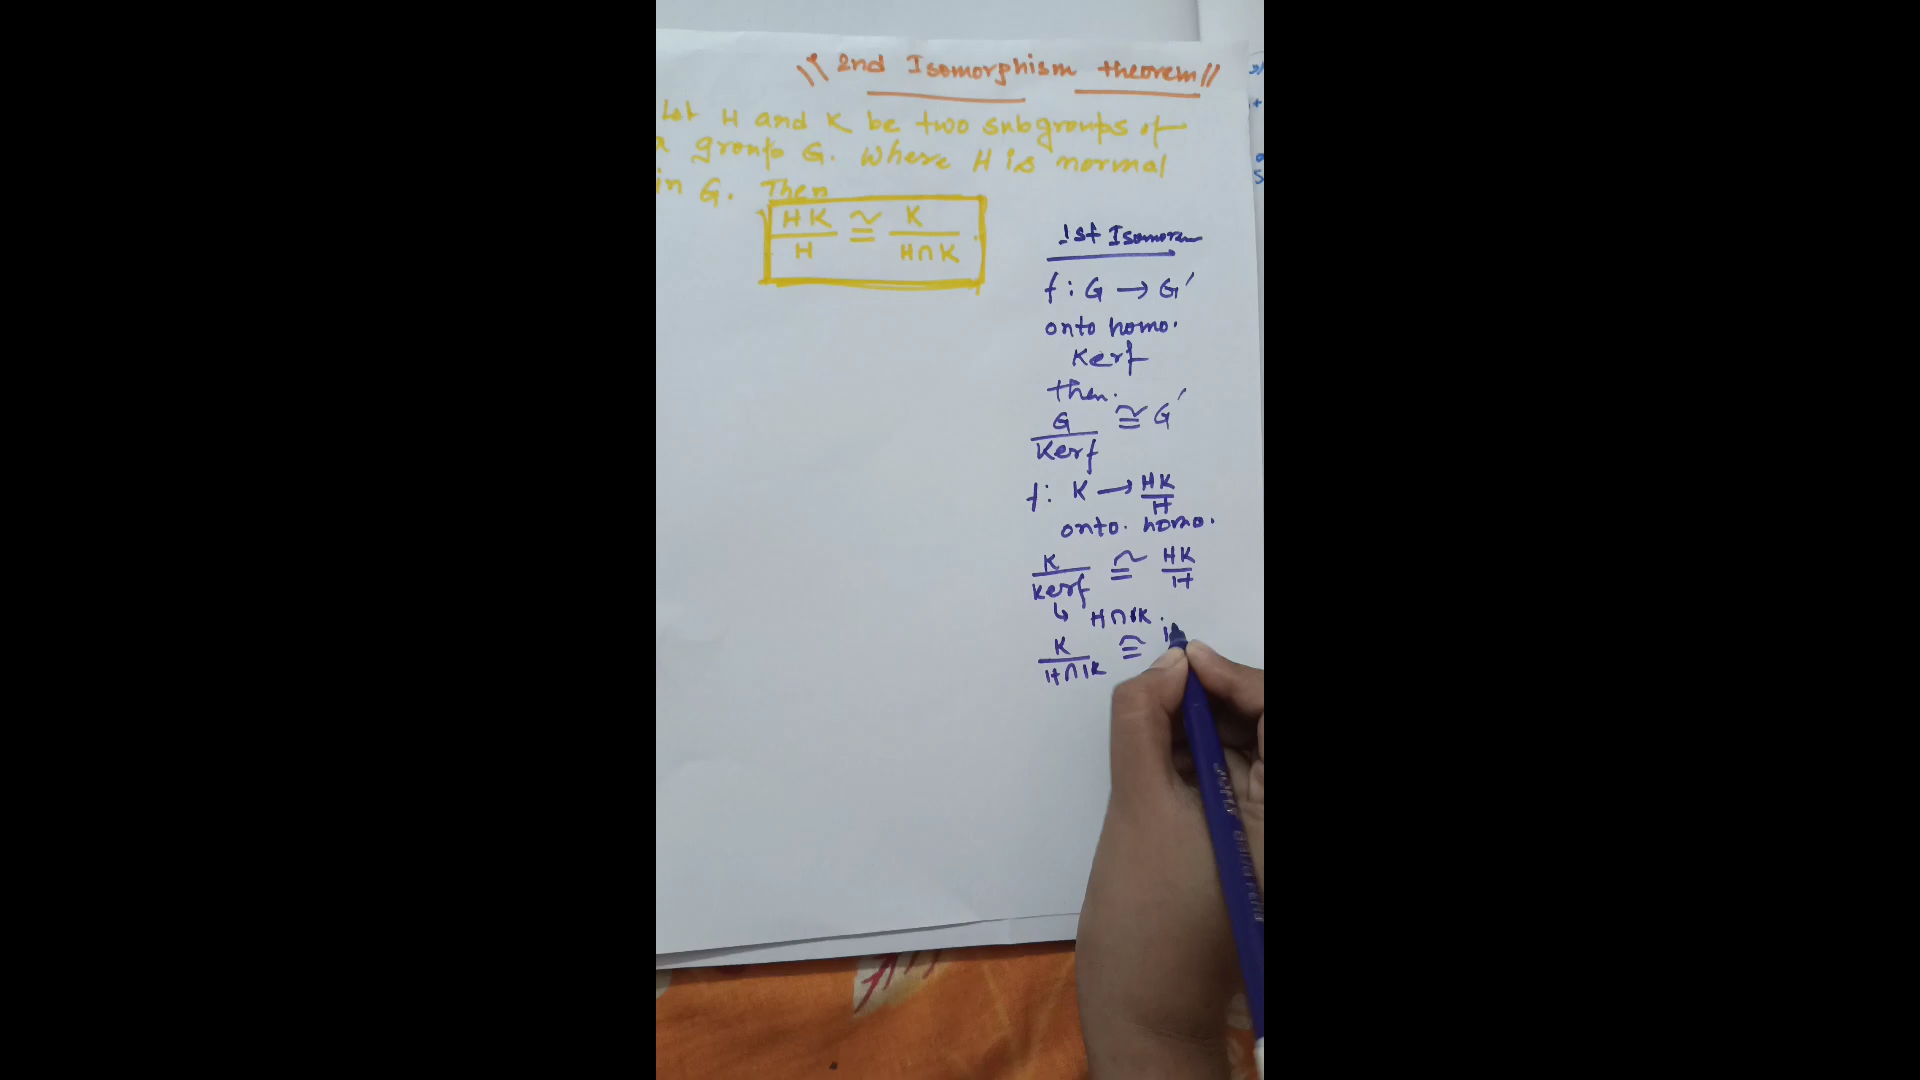 \\ 2nd Isomorphism theorem //
Let H and K be two subgroups of
a group G. Where H is normal
in G. Then
HK/H ≅ K/H∩K .
1st Isomorm
f : G → G'
onto homo.
Kerf
then.
G/Kerf ≅ G'
f: K → HK/H
onto. homo.
K/Kerf ≅ HK/H
↳ H∩K .
K/H∩K ≅